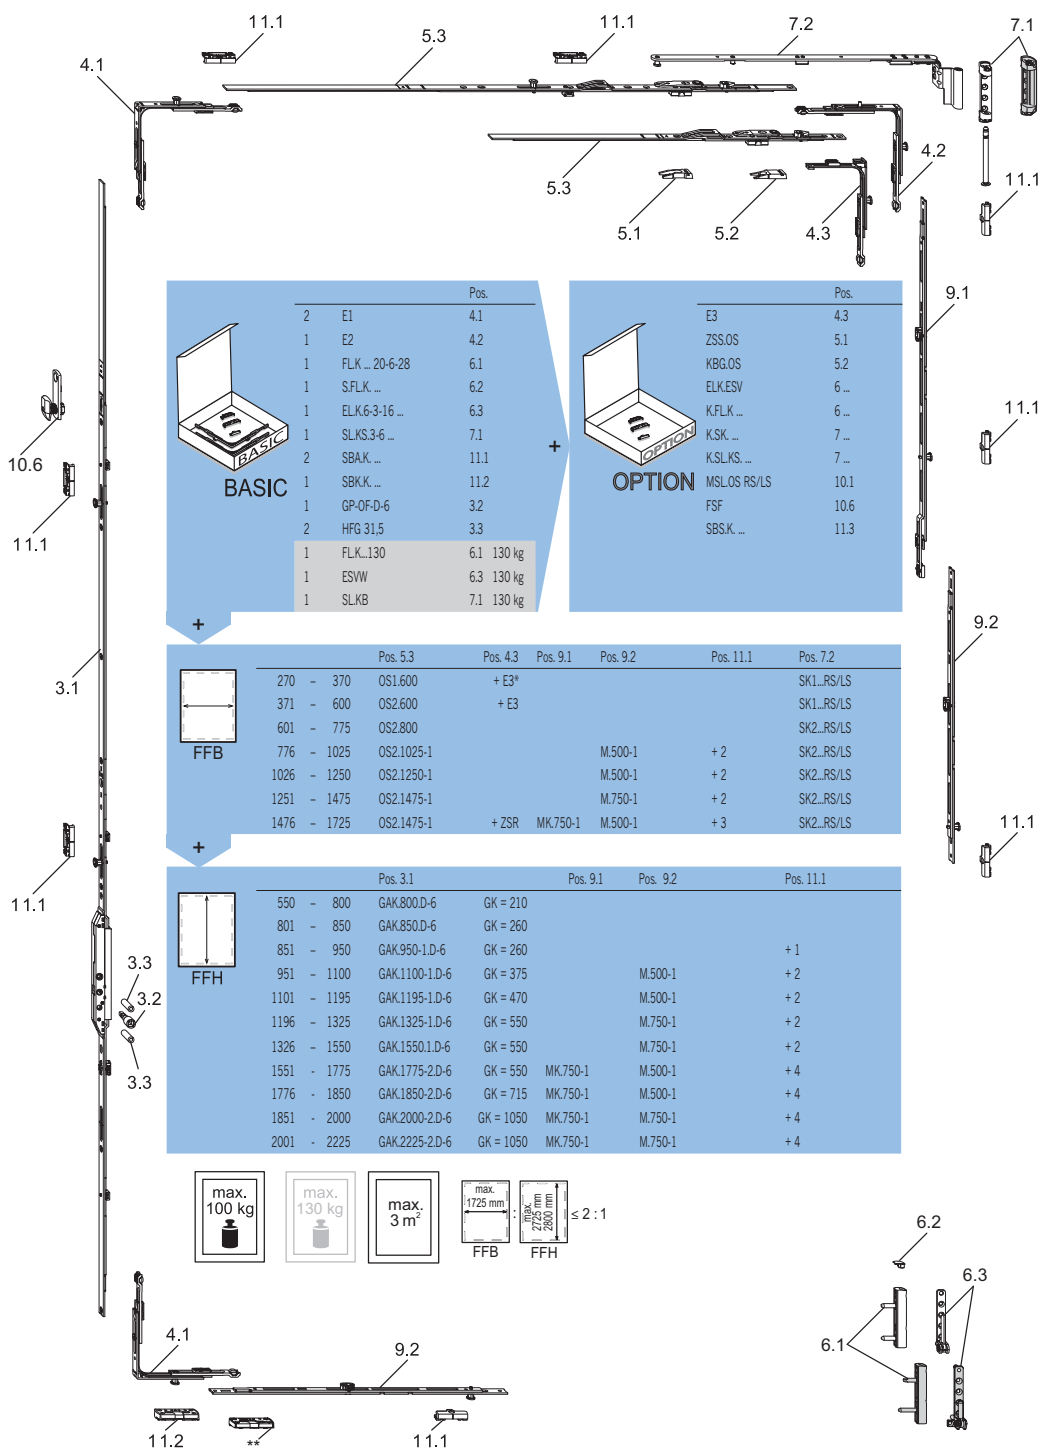 11.1
5.3
11.1
7.2
7.1
4.1
5.3
5.1
5.2
4.3
4.2
11.1
9.1
Pos.
2 E1 4.1
1 E2 4.2
1 FL.K ... 20-6-28 6.1
1 S.FL.K. ... 6.2
1 EL.K.6-3-16 ... 6.3
1 SL.KS.3-6 ... 7.1
2 SBA.K. ... 11.1
1 SBK.K. ... 11.2
1 GP-OF-D-6 3.2
2 HFG 31,5 3.3
1 FL.K...130 6.1 130 kg
1 ESVW 6.3 130 kg
1 SL.KB 7.1 130 kg
BASIC
BASIC
+
Pos.
E3 4.3
ZSS.OS 5.1
KBG.OS 5.2
ELK.ESV 6 ...
K.FL.K ... 6 ...
K.SK. ... 7 ...
K.SL.KS. ... 7 ...
MSL.OS RS/LS 10.1
FSF 10.6
SBS.K. ... 11.3
OPTION
OPTION
10.6
11.1
11.1
+
9.2
3.1
FFB
Pos. 5.3 Pos. 4.3 Pos. 9.1 Pos. 9.2 Pos. 11.1 Pos. 7.2
270 – 370 OS1.600 + E3* SK1...RS/LS
371 – 600 OS2.600 + E3 SK1...RS/LS
601 – 775 OS2.800 SK2...RS/LS
776 – 1025 OS2.1025-1 M.500-1 + 2 SK2...RS/LS
1026 – 1250 OS2.1250-1 M.500-1 + 2 SK2...RS/LS
1251 – 1475 OS2.1475-1 M.750-1 + 2 SK2...RS/LS
1476 – 1725 OS2.1475-1 + ZSR MK.750-1 M.500-1 + 3 SK2...RS/LS
+
11.1
11.1
FFH
Pos. 3.1 Pos. 9.1 Pos. 9.2 Pos. 11.1
550 – 800 GAK.800.D-6 GK = 210
801 – 850 GAK.850.D-6 GK = 260
851 – 950 GAK.950-1.D-6 GK = 260 + 1
951 – 1100 GAK.1100-1.D-6 GK = 375 M.500-1 + 2
1101 – 1195 GAK.1195-1.D-6 GK = 470 M.500-1 + 2
1196 – 1325 GAK.1325-1.D-6 GK = 550 M.750-1 + 2
1326 – 1550 GAK.1550.1.D-6 GK = 550 M.750-1 + 2
1551 - 1775 GAK.1775-2.D-6 GK = 550 MK.750-1 M.500-1 + 4
1776 - 1850 GAK.1850-2.D-6 GK = 715 MK.750-1 M.500-1 + 4
1851 - 2000 GAK.2000-2.D-6 GK = 1050 MK.750-1 M.750-1 + 4
2001 - 2225 GAK.2225-2.D-6 GK = 1050 MK.750-1 M.750-1 + 4
3.3
3.2
3.3
max.
100 kg
max.
130 kg
max.
3 m²
max.
1725 mm
FFB
:
max.
2725 mm
2800 mm
FFH
≤ 2 : 1
6.2
6.3
6.1
4.1
9.2
11.2
**
11.1